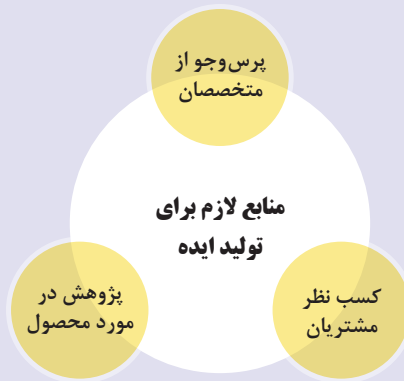 پرس‌وجو از
متخصصان
منابع لازم برای
تولید ایده
کسب نظر
مشتریان
پژوهش در
مورد محصول